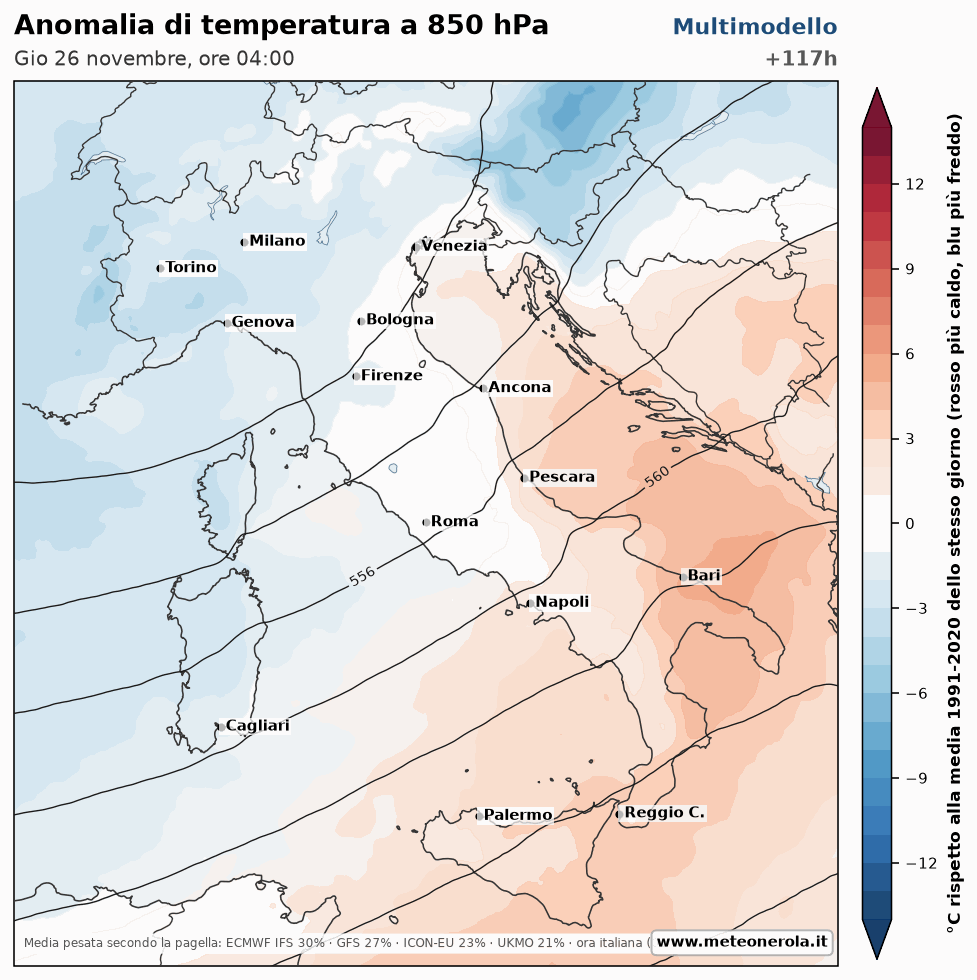 Anomalia di temperatura a 850 hPa
Multimodello
Gio 26 novembre, ore 04:00
+117h
Milano
Venezia
Torino
Genova
Bologna
Firenze
Ancona
Pescara
560
Roma
556
Bari
Napoli
Cagliari
Palermo
Reggio C.
12
9
6
3
0
−3
−6
−9
−12
°C rispetto alla media 1991-2020 dello stesso giorno (rosso più caldo, blu più freddo)
Media pesata secondo la pagella: ECMWF IFS 30% · GFS 27% · ICON-EU 23% · UKMO 21% · ora italiana (
www.meteonerola.it